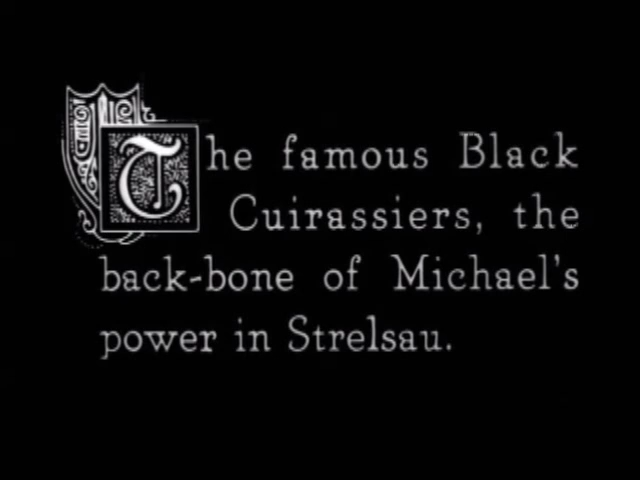 The famous Black
Cuirassiers, the
back-bone of Michael's
power in Strelsau.